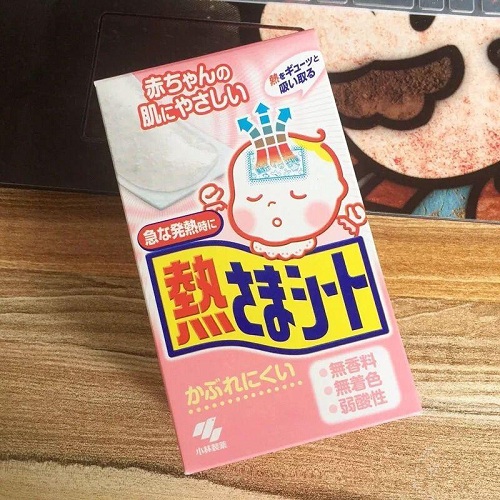 赤ちゃんの
肌にやさしい
熱をギューッと
吸い取る
急な発熱時に
熱さまシート
かぶれにくい
●無香料
●無着色
●弱酸性
小林製薬